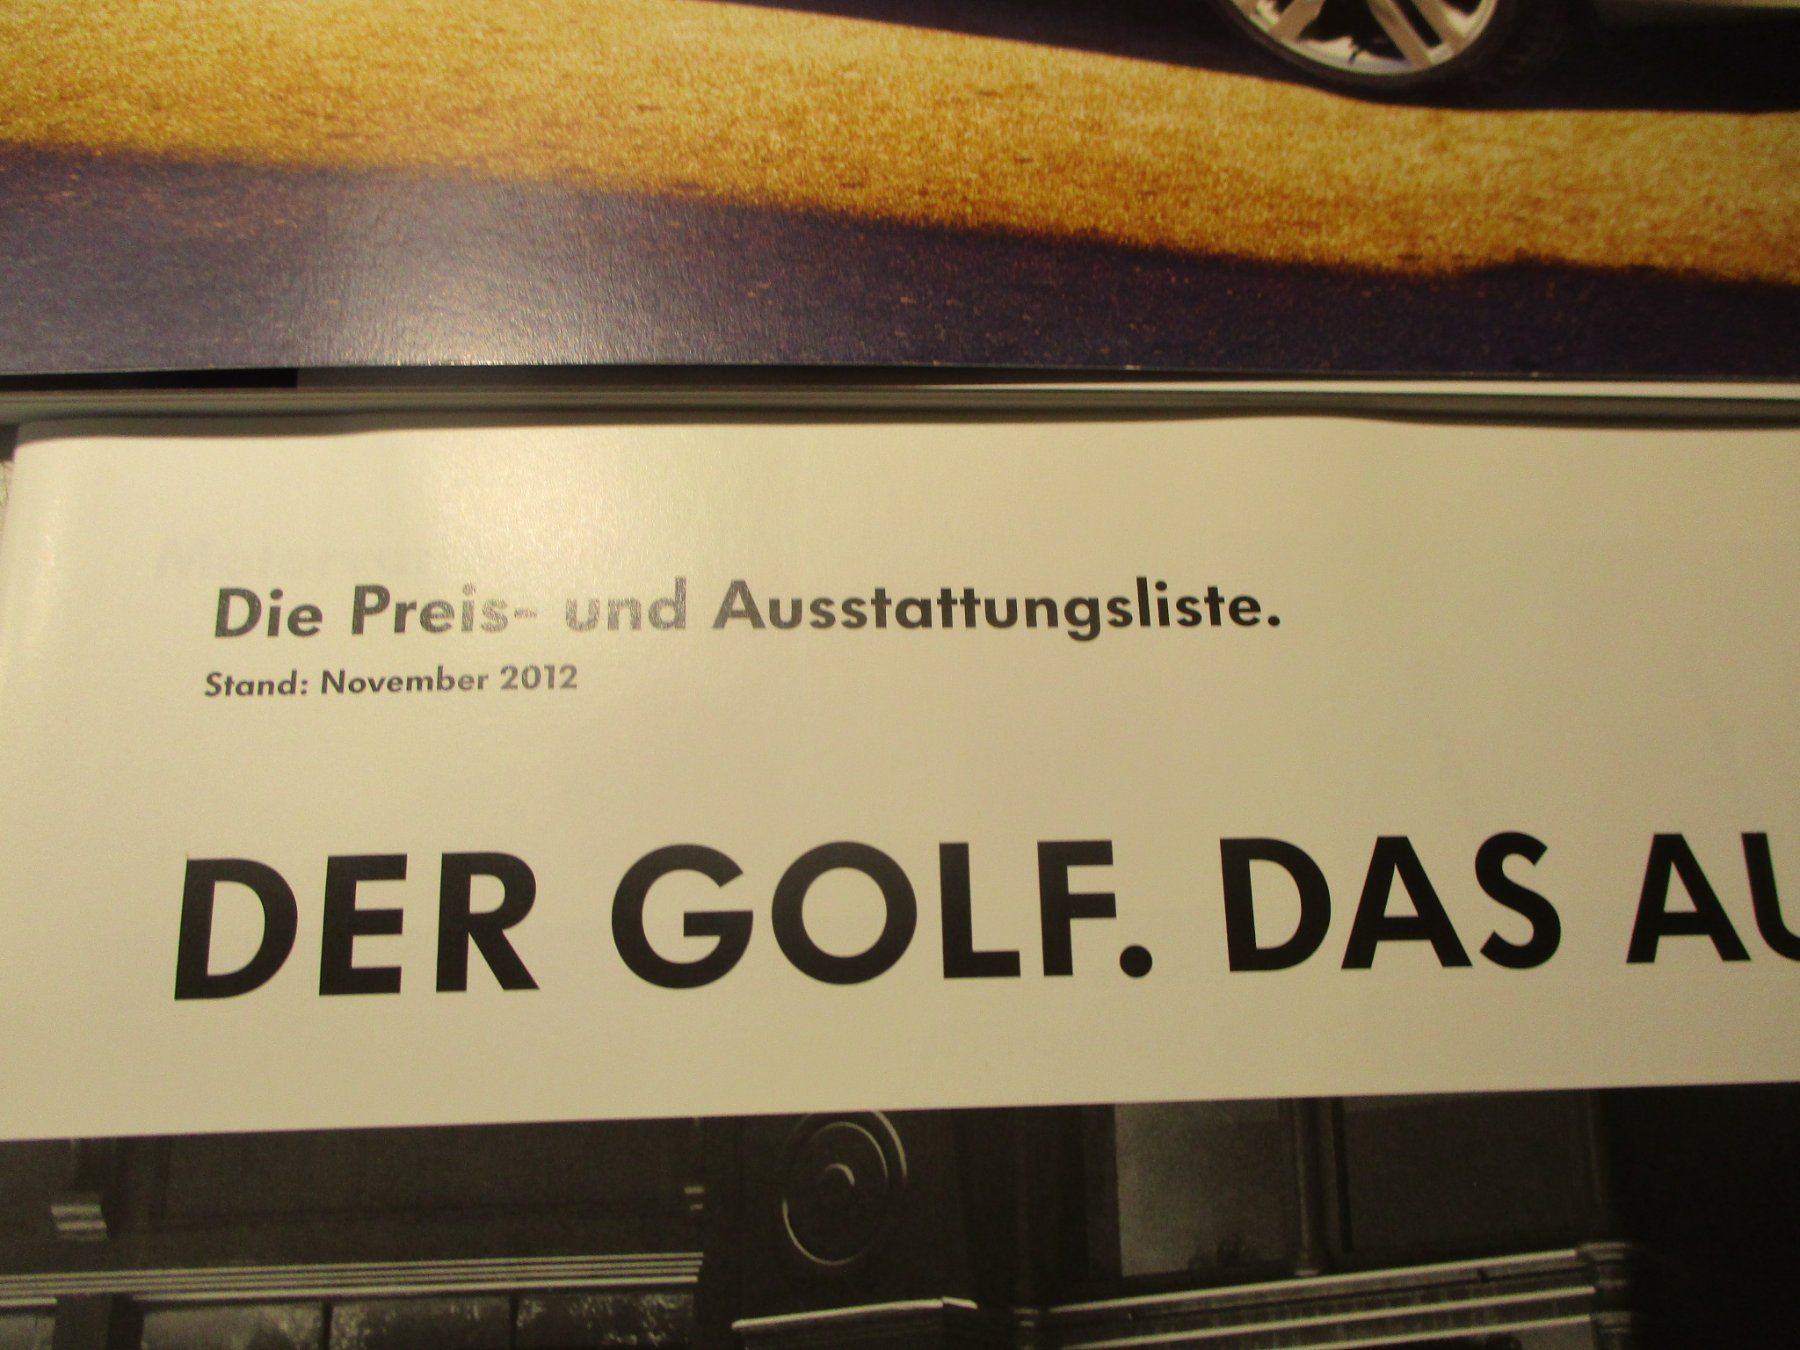 Die Preis- und Ausstattungsliste.
Stand: November 2012
DER GOLF. DAS AU